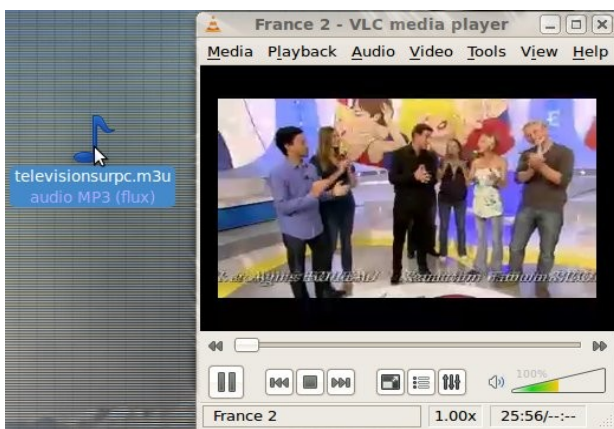 France 2 - VLC media player
Media Playback Audio Video Tools View Help
televisionsurpc.m3u
audio MP3 (flux)
100%
France 2
1.00x
25:56/--:--